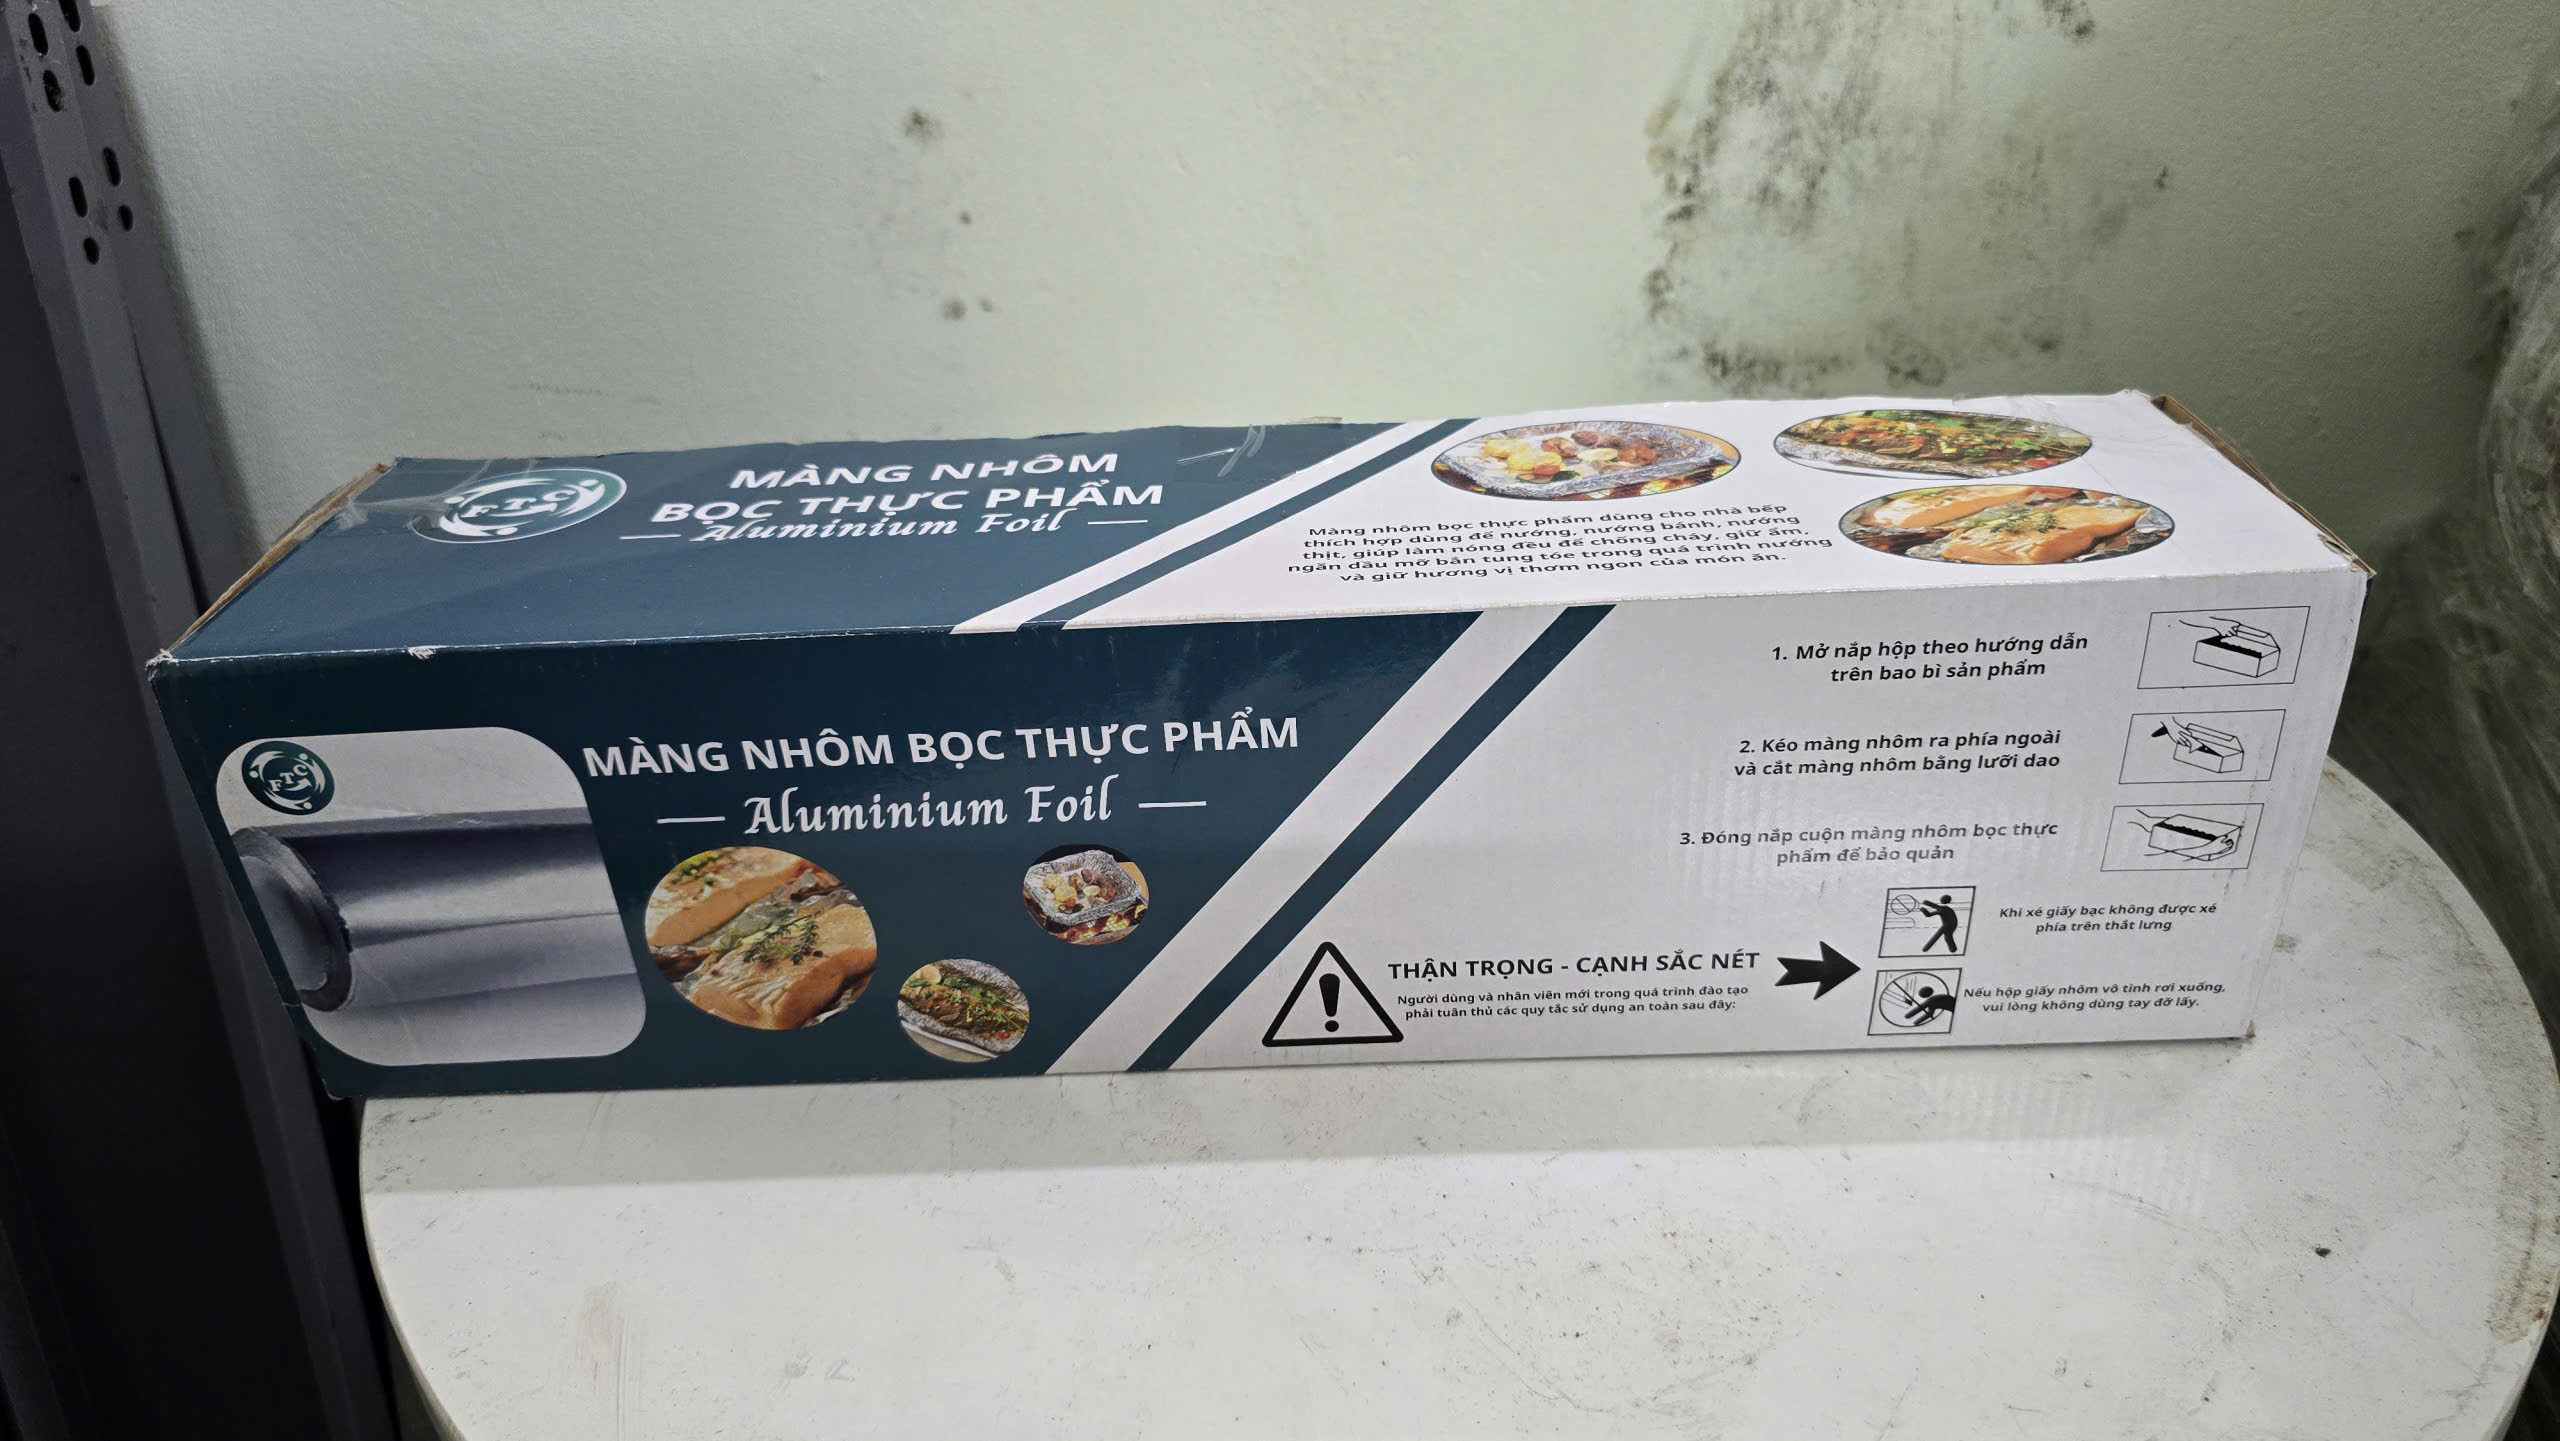 FTC
MÀNG NHÔM
BỌC THỰC PHẨM
Aluminium Foil
Màng nhôm bọc thực phẩm dùng cho nhà bếp
thích hợp dùng để nướng, nướng bánh, nướng
thịt, giúp làm nóng đều để chống cháy, giữ ấm,
ngăn dầu mỡ bắn tung tóe trong quá trình nướng
và giữ hương vị thơm ngon của món ăn.
FTC
MÀNG NHÔM BỌC THỰC PHẨM
Aluminium Foil
1. Mở nắp hộp theo hướng dẫn
trên bao bì sản phẩm
2. Kéo màng nhôm ra phía ngoài
và cắt màng nhôm bằng lưỡi dao
3. Đóng nắp cuộn màng nhôm bọc thực
phẩm để bảo quản
THẬN TRỌNG - CẠNH SẮC NÉT
Người dùng và nhân viên mới trong quá trình đào tạo
phải tuân thủ các quy tắc sử dụng an toàn sau đây:
Khi xé giấy bạc không được xé
phía trên thắt lưng
Nếu hộp giấy nhôm vô tình rơi xuống,
vui lòng không dùng tay đỡ lấy.